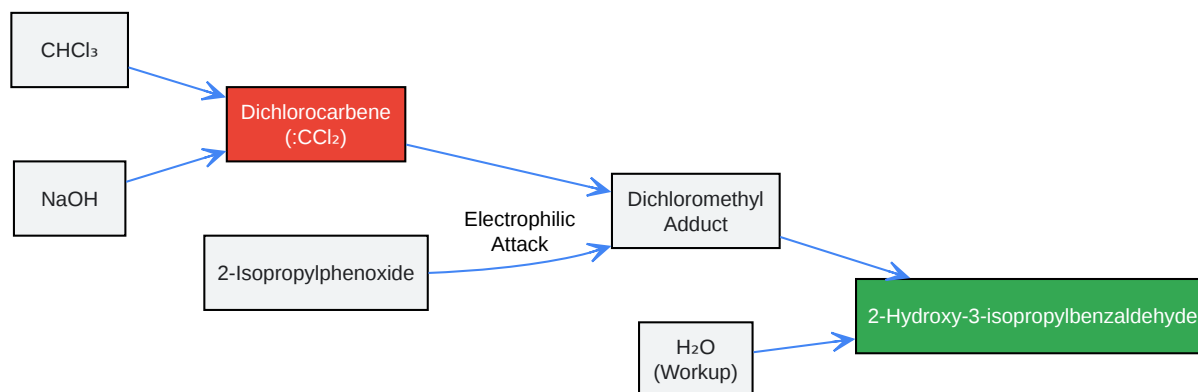 CHCl₃
Dichlorocarbene
(:CCl₂)
NaOH
Dichloromethyl
Adduct
Electrophilic
Attack
2-Isopropylphenoxide
2-Hydroxy-3-isopropylbenzaldehyde
H₂O
(Workup)